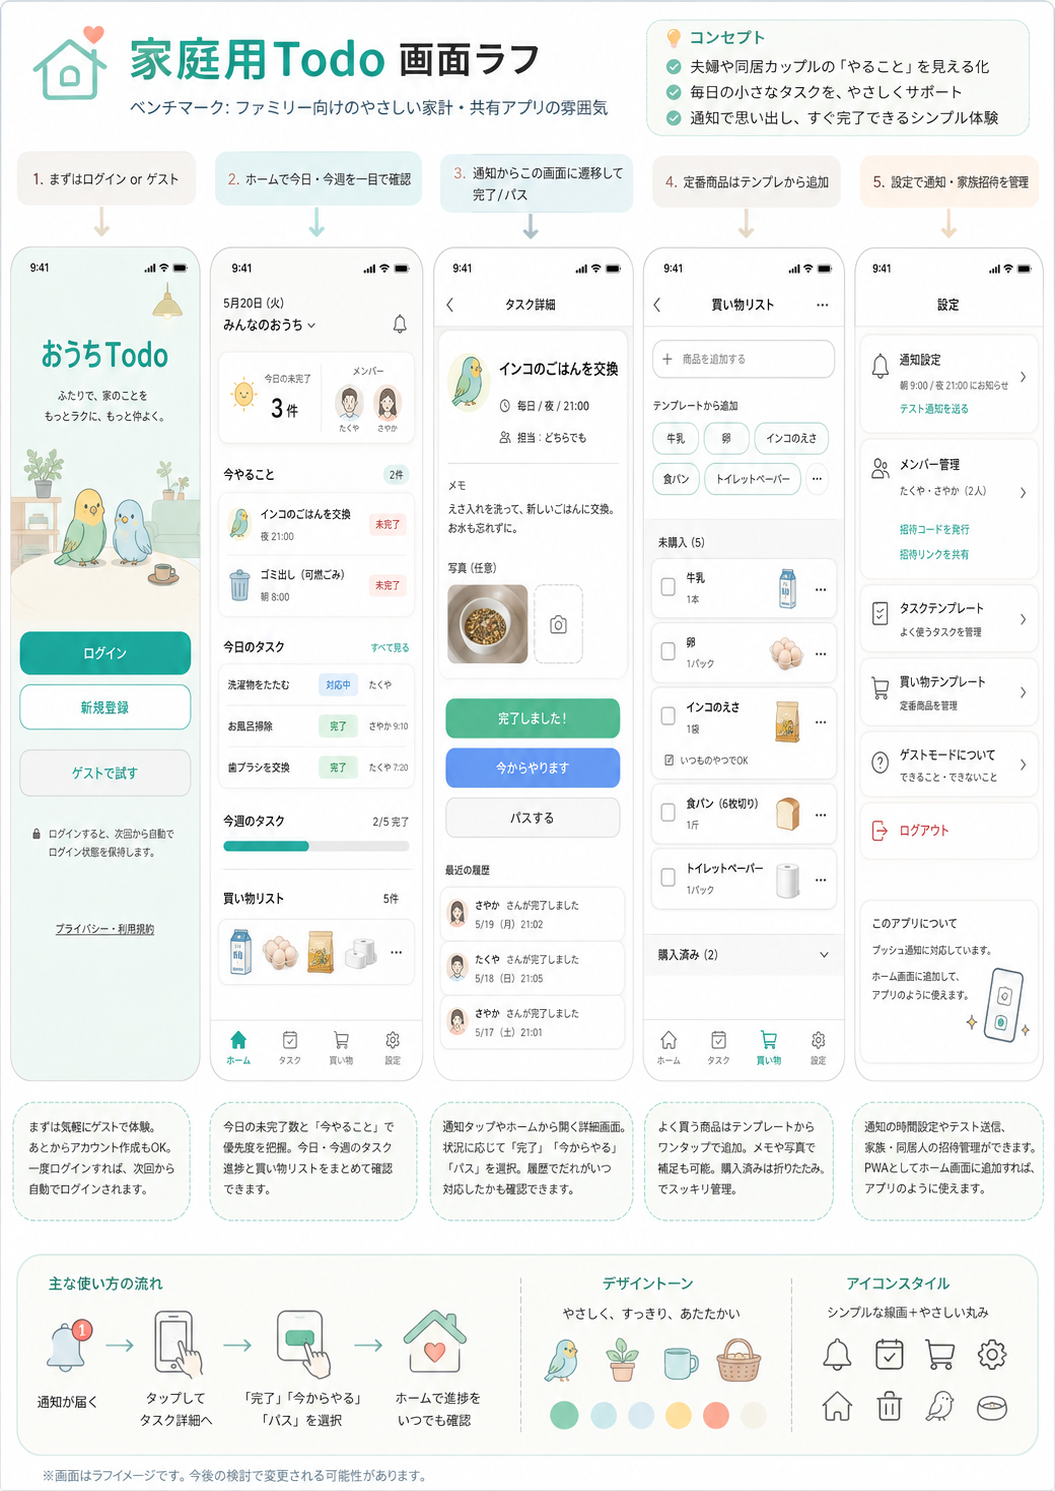 家庭用Todo 画面ラフ
ベンチマーク: ファミリー向けのやさしい家計・共有アプリの雰囲気
コンセプト
夫婦や同居カップルの「やること」を見える化
毎日の小さなタスクを、やさしくサポート
通知で思い出し、すぐ完了できるシンプル体験
1. まずはログイン or ゲスト
2. ホームで今日・今週を一目で確認
3. 通知からこの画面に遷移して
完了/パス
4. 定番商品はテンプレから追加
5. 設定で通知・家族招待を管理
9:41
おうちTodo
ふたりで、家のことを
もっとラクに、もっと仲よく。
ログイン
新規登録
ゲストで試す
ログインすると、次回から自動で
ログイン状態を保持します。
プライバシー・利用規約
9:41
5月20日 (火)
みんなのおうち
今日の未完了
3件
メンバー
たくや
さやか
今やること
2件
インコのごはんを交換
夜 21:00
未完了
ゴミ出し（可燃ごみ）
朝 8:00
未完了
今日のタスク
すべて見る
洗濯物をたたむ 対応中 たくや
お風呂掃除 完了 さやか 9:10
歯ブラシを交換 完了 たくや 7:20
今週のタスク
2/5 完了
買い物リスト
5件
ホーム
タスク
買い物
設定
9:41
タスク詳細
インコのごはんを交換
毎日 / 夜 / 21:00
担当：どちらでも
メモ
えさ入れを洗って、新しいごはんに交換。
お水も忘れずに。
写真（任意）
完了しました！
今からやります
パスする
最近の履歴
さやか さんが完了しました
5/19（月）21:02
たくや さんが完了しました
5/18（日）21:05
さやか さんが完了しました
5/17（土）21:01
9:41
買い物リスト
商品を追加する
テンプレートから追加
牛乳
卵
インコのえさ
食パン
トイレットペーパー
未購入（5）
牛乳
1本
卵
1パック
インコのえさ
1袋
いつものやつでOK
食パン（6枚切り）
1斤
トイレットペーパー
1パック
購入済み（2）
ホーム
タスク
買い物
設定
9:41
設定
通知設定
朝 9:00 / 夜 21:00 にお知らせ
テスト通知を送る
メンバー管理
たくや・さやか（2人）
招待コードを発行
招待リンクを共有
タスクテンプレート
よく使うタスクを管理
買い物テンプレート
定番商品を管理
ゲストモードについて
できること・できないこと
ログアウト
このアプリについて
プッシュ通知に対応しています。
ホーム画面に追加して、
アプリのように使えます。
まずは気軽にゲストで体験。
あとからアカウント作成もOK。
一度ログインすれば、次回から
自動でログインされます。
今日の未完了数と「今やること」で
優先度を把握。今日・今週のタスク
進捗と買い物リストをまとめて確認
できます。
通知タップやホームから開く詳細画面。
状況に応じて「完了」「今からやる」
「パス」を選択。履歴でだれがいつ
対応したかも確認できます。
よく買う商品はテンプレートから
ワンタップで追加。メモや写真で
補足も可能。購入済みは折りたたみ、
でスッキリ管理。
通知の時間設定やテスト送信、
家族・同居人の招待管理ができます。
PWAとしてホーム画面に追加すれば、
アプリのように使えます。
主な使い方の流れ
1
通知が届く
タップして
タスク詳細へ
「完了」「今からやる」
「パス」を選択
ホームで進捗を
いつでも確認
デザイントーン
やさしく、すっきり、あたたかい
アイコンスタイル
シンプルな線画＋やさしい丸み
※画面はラフイメージです。今後の検討で変更される可能性があります。